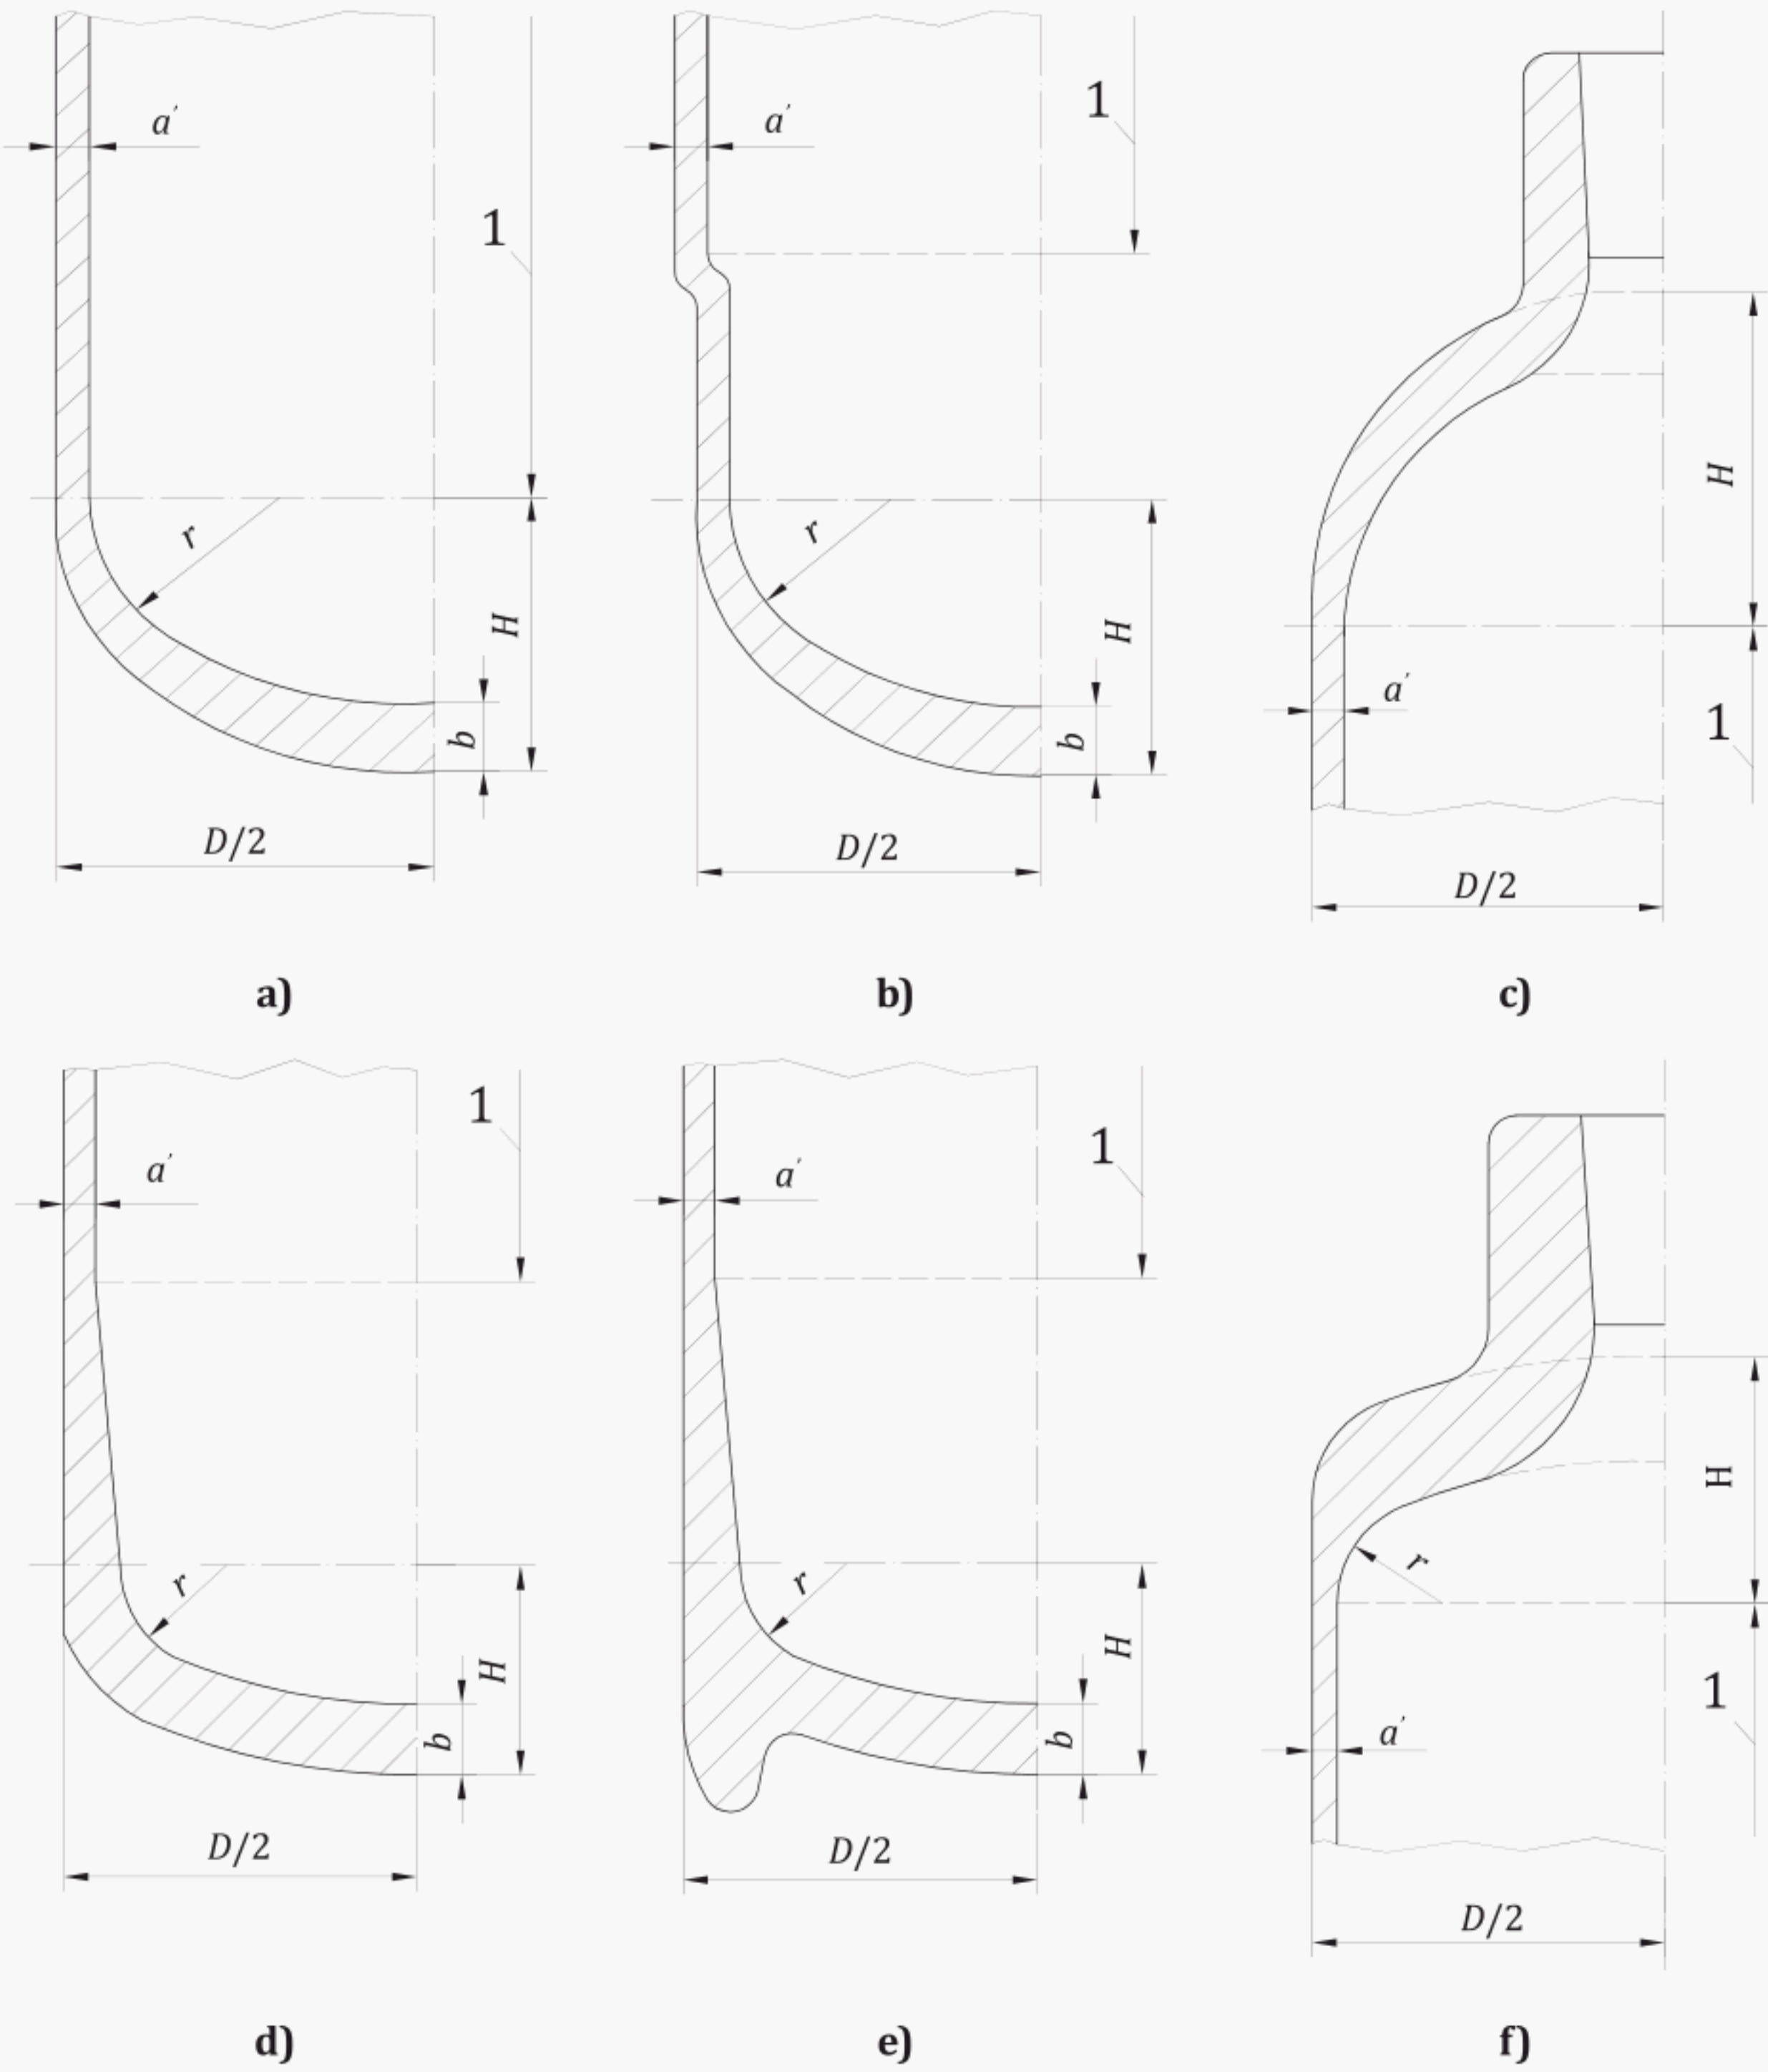 a′
1
r
H
b
D/2
a)
a′
1
r
H
b
D/2
b)
H
a′
1
D/2
c)
1
a′
r
H
b
D/2
d)
1
a′
r
H
b
D/2
e)
H
r
1
a′
D/2
f)